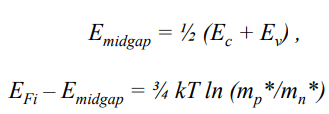 E_midgap = ½ (E_c + E_v) ,
E_Fi – E_midgap = ¾ kT ln (m_p*/m_n*)